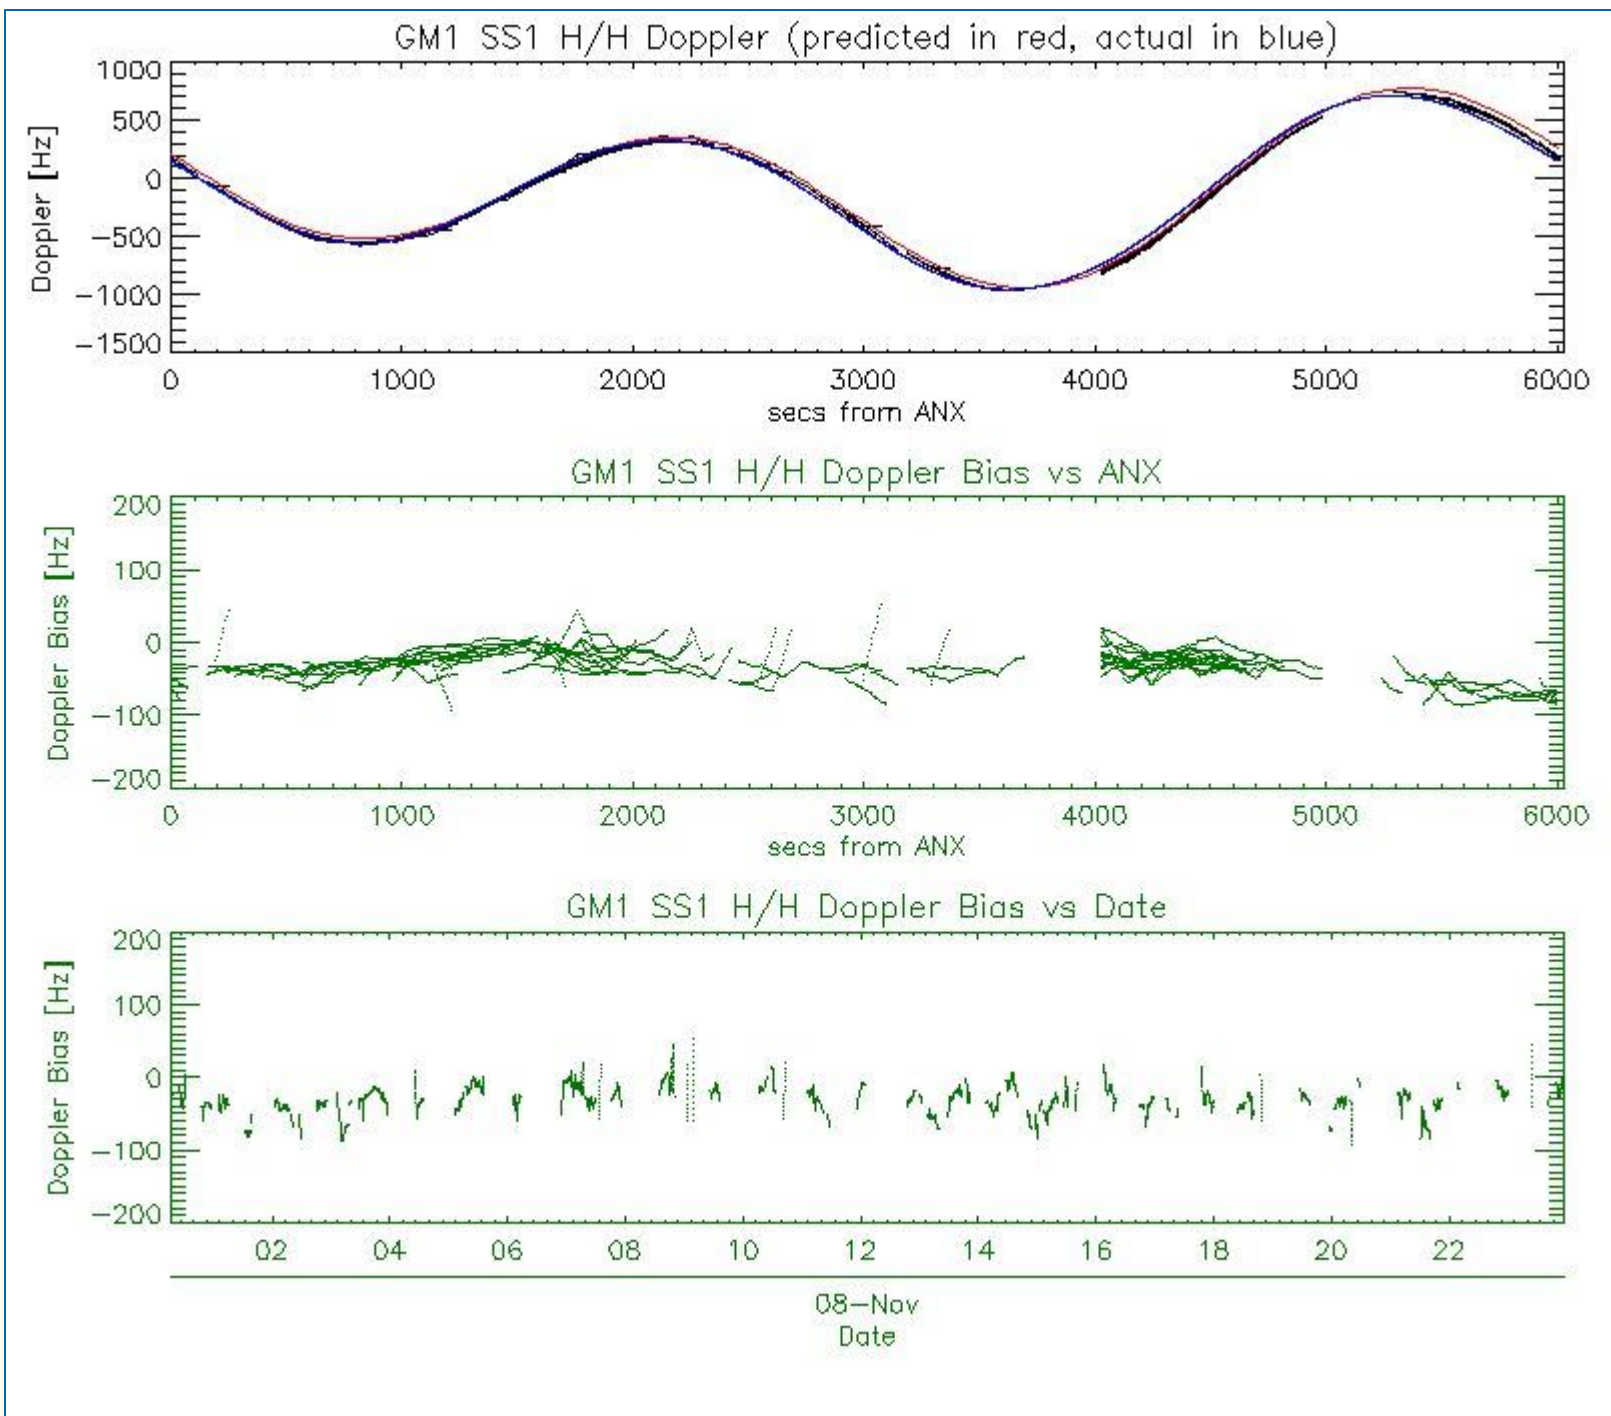 GM1 SS1 H/H Doppler (predicted in red, actual in blue)
1000
500
0
-500
-1000
-1500
Doppler [Hz]
0 1000 2000 3000 4000 5000 6000
secs from ANX
GM1 SS1 H/H Doppler Bias vs ANX
200
100
0
-100
-200
Doppler Bias [Hz]
0 1000 2000 3000 4000 5000 6000
secs from ANX
GM1 SS1 H/H Doppler Bias vs Date
200
100
0
-100
-200
Doppler Bias [Hz]
02 04 06 08 10 12 14 16 18 20 22
08-Nov
Date